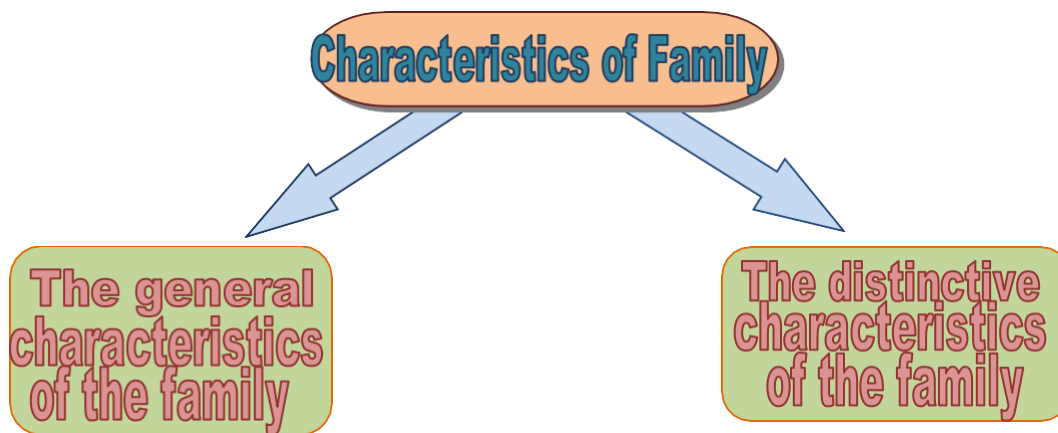 Characteristics of Family
The general
characteristics
of the family
The distinctive
characteristics
of the family